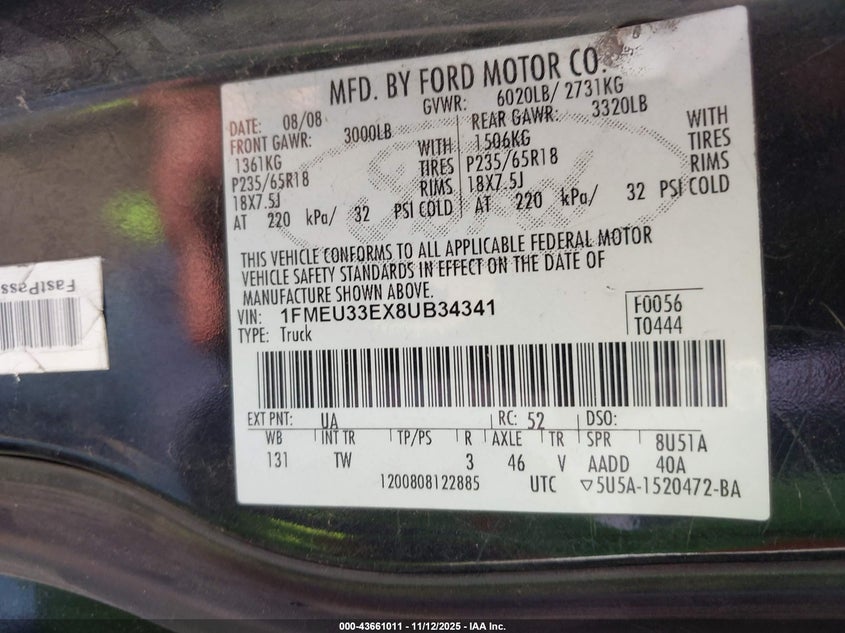 MFD. BY FORD MOTOR CO.
DATE: 08/08 GVWR: 6020LB/ 2731KG
FRONT GAWR: 3000LB REAR GAWR: 3320LB
1361KG WITH 1506KG WITH
P235/65R18 TIRES P235/65R18 TIRES
18X7.5J RIMS 18X7.5J RIMS
AT 220 kPa/ 32 PSI COLD AT 220 kPa/ 32 PSI COLD
THIS VEHICLE CONFORMS TO ALL APPLICABLE FEDERAL MOTOR
VEHICLE SAFETY STANDARDS IN EFFECT ON THE DATE OF
MANUFACTURE SHOWN ABOVE.
VIN: 1FMEU33EX8UB34341 F0056
TYPE: Truck T0444
EXT PNT: UA RC: 52 DSO:
WB INT TR TP/PS R AXLE TR SPR 8U51A
131 TW 3 46 V AADD 40A
1200808122885 UTC ▽5U5A-1520472-BA
FastPass
000-43661011 - 11/12/2025 - IAA Inc.